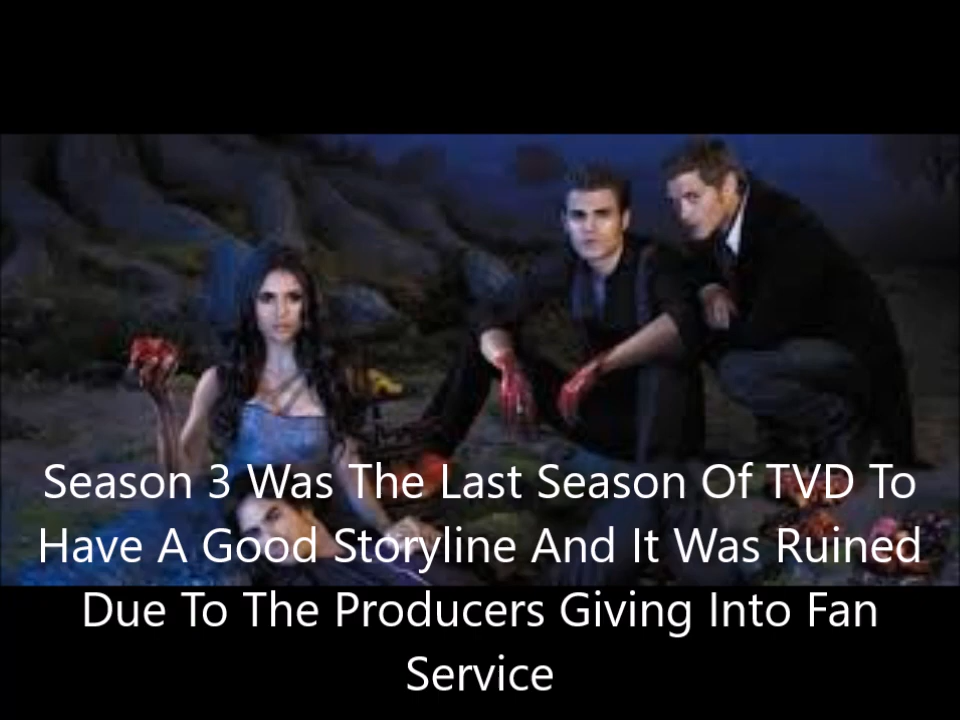 Season 3 Was The Last Season Of TVD To
Have A Good Storyline And It Was Ruined
Due To The Producers Giving Into Fan
Service